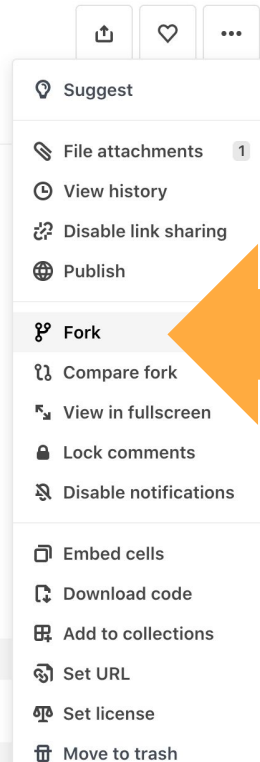 Suggest
File attachments 1
View history
Disable link sharing
Publish
Fork
Compare fork
View in fullscreen
Lock comments
Disable notifications
Embed cells
Download code
Add to collections
Set URL
Set license
Move to trash